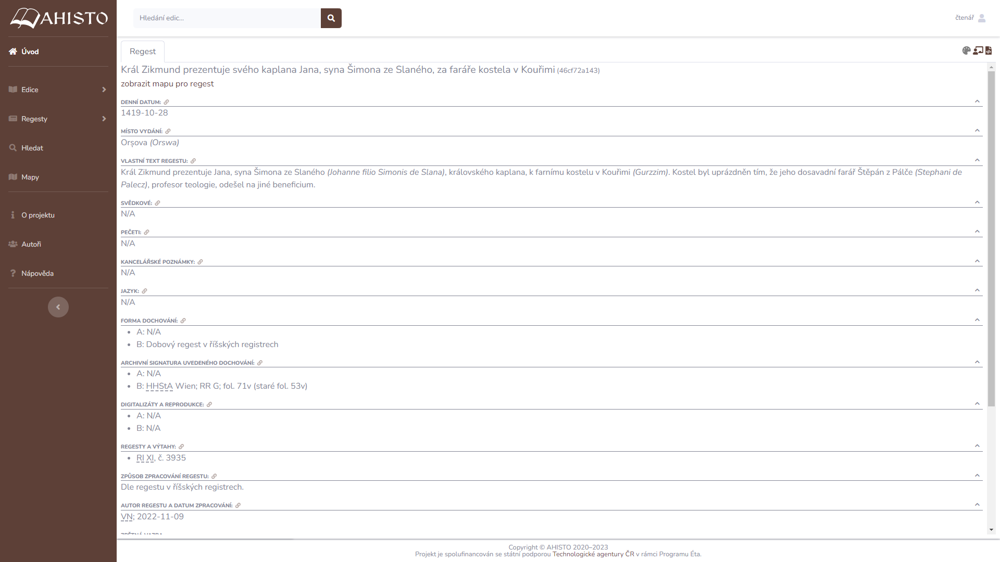 AHISTO
Hledání edic...
čtenář
Úvod
Edice
Regesty
Hledat
Mapy
O projektu
Autoři
Nápověda
Regest
Král Zikmund prezentuje svého kaplana Jana, syna Šimona ze Slaného, za faráře kostela v Kouřimi (46cf72a143)
zobrazit mapu pro regest
DENNÍ DATUM:
1419-10-28
MÍSTO VYDÁNÍ:
Orșova (Orswa)
VLASTNÍ TEXT REGESTU:
Král Zikmund prezentuje Jana, syna Šimona ze Slaného (Johanne filio Simonis de Slana), královského kaplana, k farnímu kostelu v Kouřimi (Gurzzim). Kostel byl uprázdněn tím, že jeho dosavadní farář Štěpán z Pálče (Stephani de
Palecz), profesor teologie, odešel na jiné beneficium.
SVĚDKOVÉ:
N/A
PEČETI:
N/A
KANCELÁŘSKÉ POZNÁMKY:
N/A
JAZYK:
N/A
FORMA DOCHOVÁNÍ:
A: N/A
B: Dobový regest v říšských registrech
ARCHIVNÍ SIGNATURA UVEDENÉHO DOCHOVÁNÍ:
A: N/A
B: HHStA Wien; RR G; fol. 71v (staré fol. 53v)
DIGITALIZÁTY A REPRODUKCE:
A: N/A
B: N/A
REGESTY A VÝTAHY:
RI XI, č. 3935
ZPŮSOB ZPRACOVÁNÍ REGESTU:
Dle regestu v říšských registrech.
AUTOR REGESTU A DATUM ZPRACOVÁNÍ:
VN; 2022-11-09
ZPĚTNÁ VAZBA
Copyright © AHISTO 2020–2023
Projekt je spolufinancován se státní podporou Technologické agentury ČR v rámci Programu Éta.